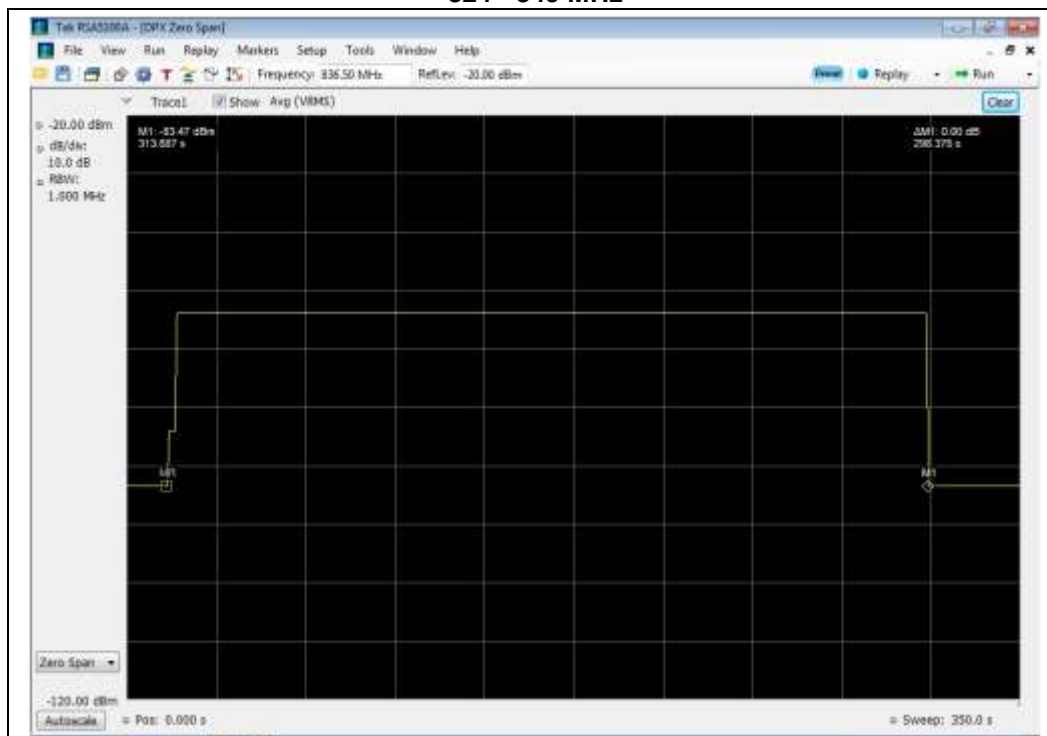 Tek RSA5100A - [DPX Zero Span]
File View Run Replay Markers Setup Tools Window Help
Frequency: 836.50 MHz RefLev: -20.00 dBm Preset Replay Run
Trace1 Show Avg (VRMS) Clear
-20.00 dBm
dB/div:
10.0 dB
RBW:
1.000 MHz
M1: -83.47 dBm
313.687 s
ΔM1: 0.00 dB
298.375 s
MR
M1
Zero Span
-120.00 dBm
Autoscale Pos: 0.000 s Sweep: 350.0 s